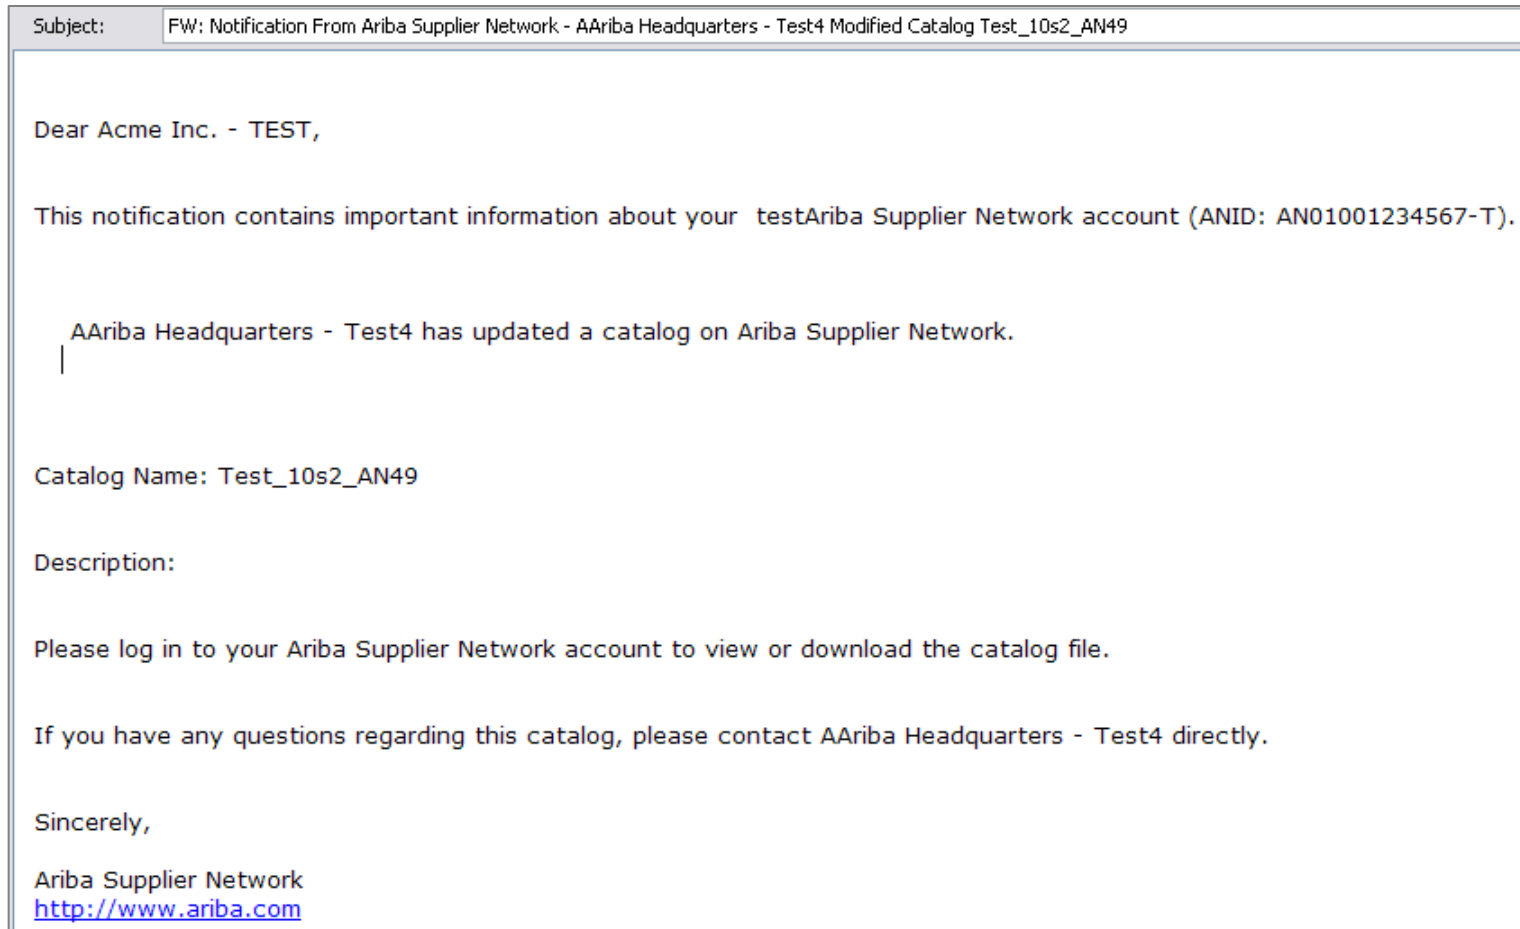 Subject: FW: Notification From Ariba Supplier Network - AAriba Headquarters - Test4 Modified Catalog Test_10s2_AN49
Dear Acme Inc. - TEST,
This notification contains important information about your  testAriba Supplier Network account (ANID: AN01001234567-T).
AAriba Headquarters - Test4 has updated a catalog on Ariba Supplier Network.
Catalog Name: Test_10s2_AN49
Description:
Please log in to your Ariba Supplier Network account to view or download the catalog file.
If you have any questions regarding this catalog, please contact AAriba Headquarters - Test4 directly.
Sincerely,
Ariba Supplier Network
http://www.ariba.com